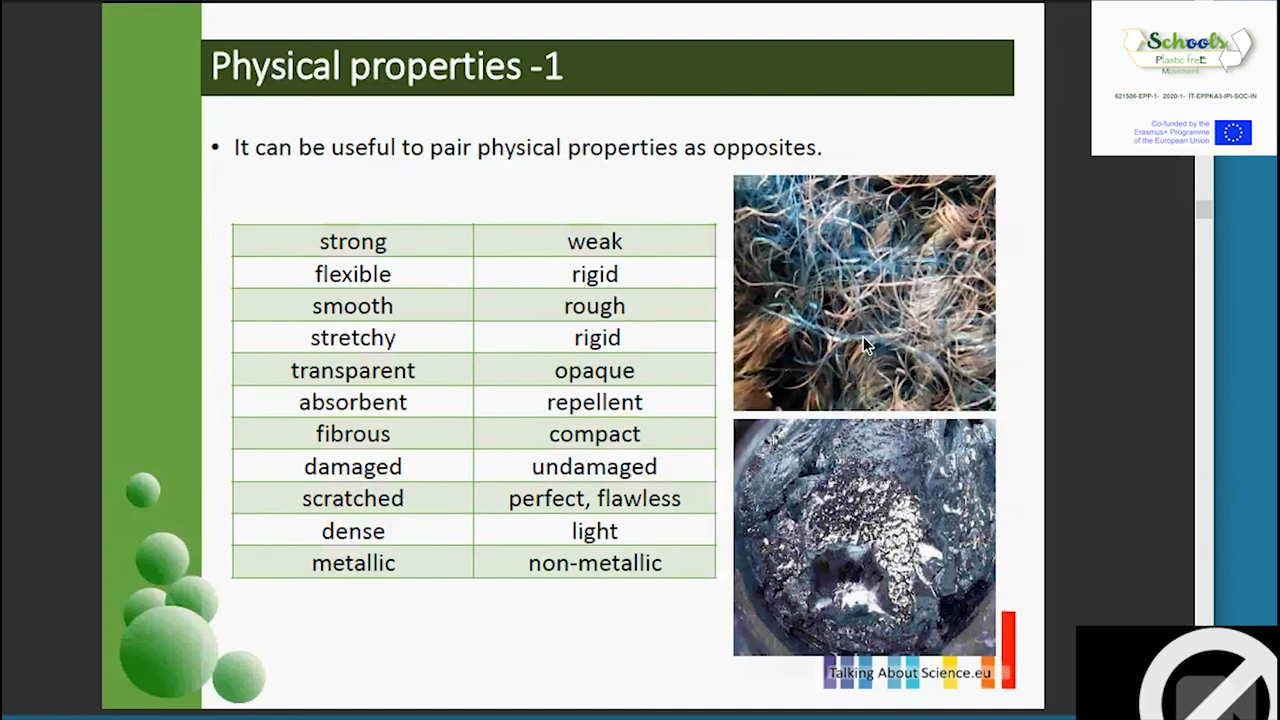 Physical properties -1
• It can be useful to pair physical properties as opposites.
strong weak
flexible rigid
smooth rough
stretchy rigid
transparent opaque
absorbent repellent
fibrous compact
damaged undamaged
scratched perfect, flawless
dense light
metallic non-metallic
Talking About Science.eu
Schools
Plastic freE
Movement
621506-EPP-1- 2020-1- IT-EPPKA3-IPI-SOC-IN
Co-funded by the
Erasmus+ Programme
of the European Union